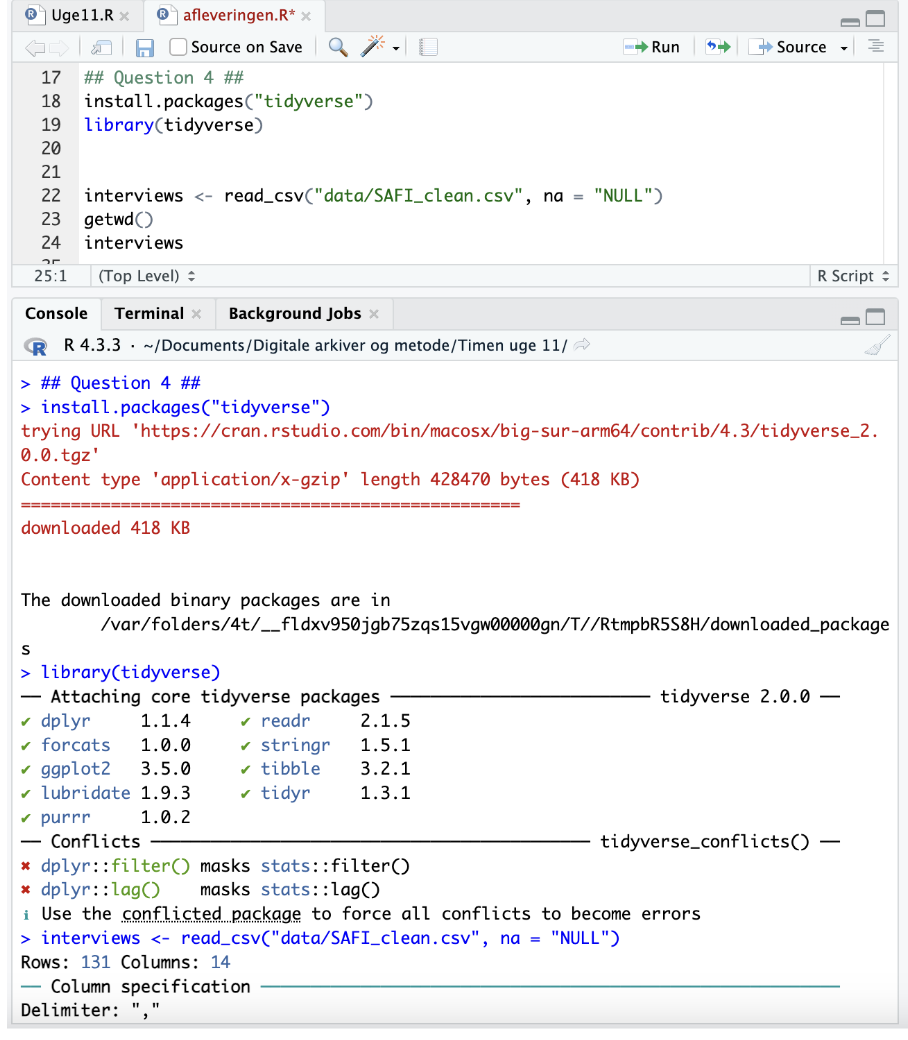 Uge11.R
afleveringen.R*
Source on Save
Run
Source
17 ## Question 4 ##
18 install.packages("tidyverse")
19 library(tidyverse)
20
21
22 interviews <- read_csv("data/SAFI_clean.csv", na = "NULL")
23 getwd()
24 interviews
25:1 (Top Level) R Script
Console Terminal Background Jobs
R 4.3.3 · ~/Documents/Digitale arkiver og metode/Timen uge 11/
> ## Question 4 ##
> install.packages("tidyverse")
trying URL 'https://cran.rstudio.com/bin/macosx/big-sur-arm64/contrib/4.3/tidyverse_2.
0.0.tgz'
Content type 'application/x-gzip' length 428470 bytes (418 KB)
==================================================
downloaded 418 KB
The downloaded binary packages are in
/var/folders/4t/__fldxv950jgb75zqs15vgw00000gn/T//RtmpbR5S8H/downloaded_package
s
> library(tidyverse)
── Attaching core tidyverse packages ────────────────────────── tidyverse 2.0.0 ──
✔ dplyr 1.1.4 ✔ readr 2.1.5
✔ forcats 1.0.0 ✔ stringr 1.5.1
✔ ggplot2 3.5.0 ✔ tibble 3.2.1
✔ lubridate 1.9.3 ✔ tidyr 1.3.1
✔ purrr 1.0.2
── Conflicts ──────────────────────────────────────────── tidyverse_conflicts() ──
✖ dplyr::filter() masks stats::filter()
✖ dplyr::lag() masks stats::lag()
ℹ Use the conflicted package to force all conflicts to become errors
> interviews <- read_csv("data/SAFI_clean.csv", na = "NULL")
Rows: 131 Columns: 14
── Column specification ──────────────────────────────────────────────────────────
Delimiter: ","